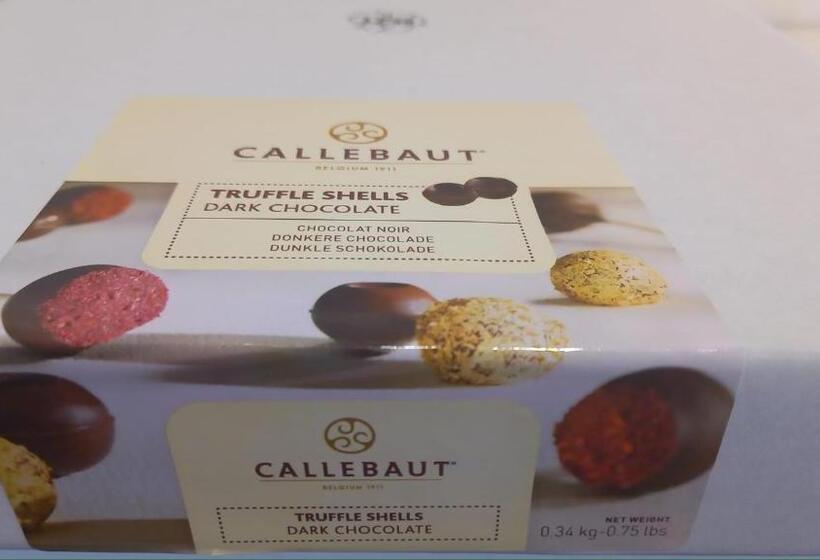 CALLEBAUT
BELGIUM 1911
TRUFFLE SHELLS
DARK CHOCOLATE
CHOCOLAT NOIR
DONKERE CHOCOLADE
DUNKLE SCHOKOLADE
CALLEBAUT
BELGIUM 1911
TRUFFLE SHELLS
DARK CHOCOLATE
NET WEIGHT
0.34 kg-0.75 lbs